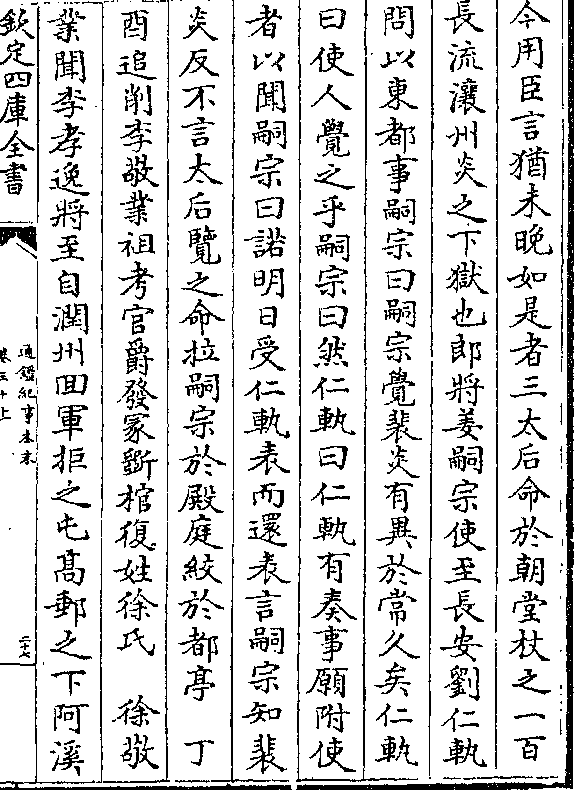 今用臣言猶未晚如是者三太后命於朝堂杖之一百
長流瀼州炎之下獄也郎將姜嗣宗使至長安劉仁軌
問以東都事嗣宗曰嗣宗覺裴炎有異於常久矣仁軌
曰使人覺之乎嗣宗曰然仁軌曰仁軌有奏事願附使
者以聞嗣宗曰諾明日受仁軌表而還表言嗣宗知裴
炎反不言太后覽之命拉嗣宗於殿庭絞於都亭 丁
酉追削李敬業祖考官爵發冢斵棺復姓徐氏 徐敬
業聞李孝逸將至自潤州回軍拒之屯髙郵之下阿溪
欽定四庫全書
通鑑紀事本末
卷三十上
二十七